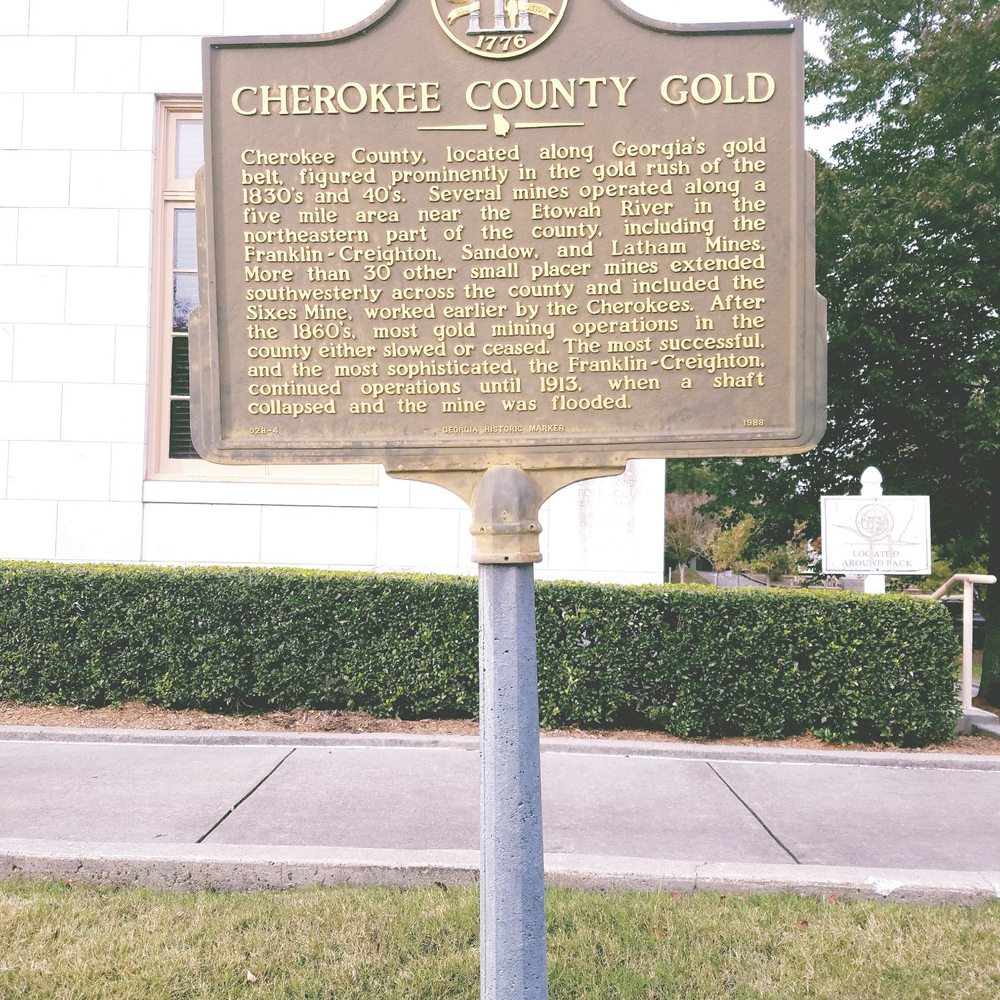 1776
CHEROKEE COUNTY GOLD
Cherokee County, located along Georgia's gold
belt, figured prominently in the gold rush of the
1830's and 40's. Several mines operated along a
five mile area near the Etowah River in the
northeastern part of the county, including the
Franklin-Creighton, Sandow, and Latham Mines.
More than 30 other small placer mines extended
southwesterly across the county and included the
Sixes Mine, worked earlier by the Cherokees. After
the 1860's, most gold mining operations in the
county either slowed or ceased. The most successful,
and the most sophisticated, the Franklin-Creighton,
continued operations until 1913, when a shaft
collapsed and the mine was flooded.
028-4 GEORGIA HISTORIC MARKER 1988
LOCATED
AROUND BACK